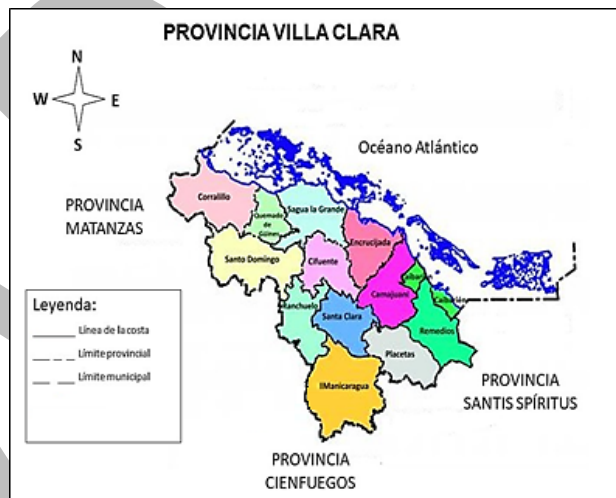 PROVINCIA VILLA CLARA
N
W
E
S
Océano Atlántico
PROVINCIA
MATANZAS
Corralillo
Quemado
de
Güines
Sagua la Grande
Encrucijada
Santo Domingo
Cifuente
Caibarién
Camajuaní
Ranchuelo
Santa Clara
Remedios
Placetas
IManicaragua
Leyenda:
Línea de la costa
Límite provincial
Límite municipal
PROVINCIA
SANTIS SPÍRITUS
PROVINCIA
CIENFUEGOS